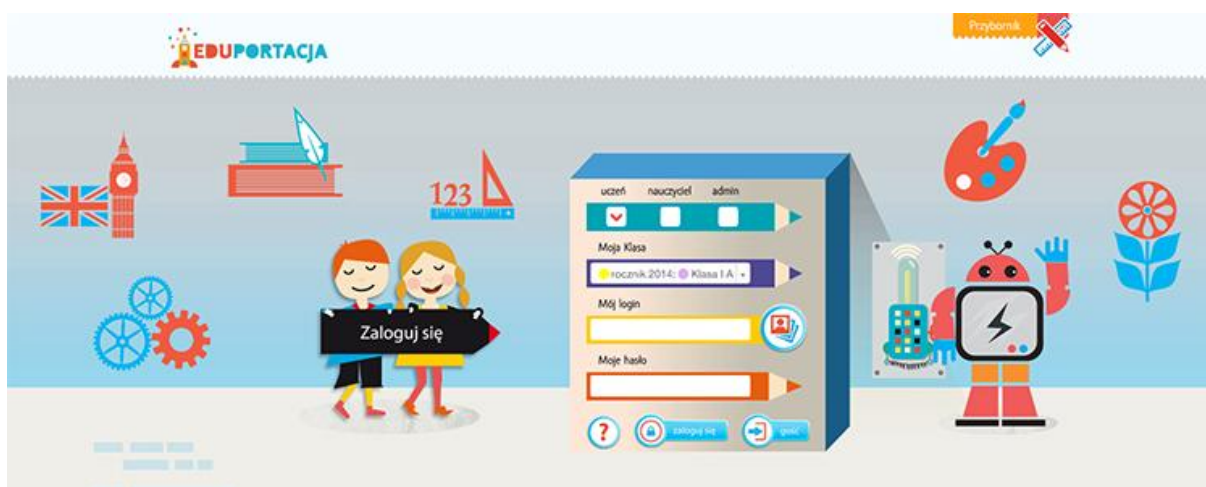 EDUPORTACJA
Przybornik
123
uczeń nauczyciel admin
Moja Klasa
rocznik 2014: Klasa I A
Mój login
Zaloguj się
Moje hasło
?
zaloguj się
gość